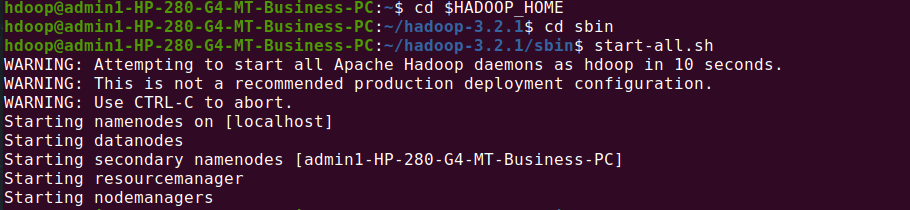 hdoop@admin1-HP-280-G4-MT-Business-PC:~$ cd $HADOOP_HOME
hdoop@admin1-HP-280-G4-MT-Business-PC:~/hadoop-3.2.1$ cd sbin
hdoop@admin1-HP-280-G4-MT-Business-PC:~/hadoop-3.2.1/sbin$ start-all.sh
WARNING: Attempting to start all Apache Hadoop daemons as hdoop in 10 seconds.
WARNING: This is not a recommended production deployment configuration.
WARNING: Use CTRL-C to abort.
Starting namenodes on [localhost]
Starting datanodes
Starting secondary namenodes [admin1-HP-280-G4-MT-Business-PC]
Starting resourcemanager
Starting nodemanagers